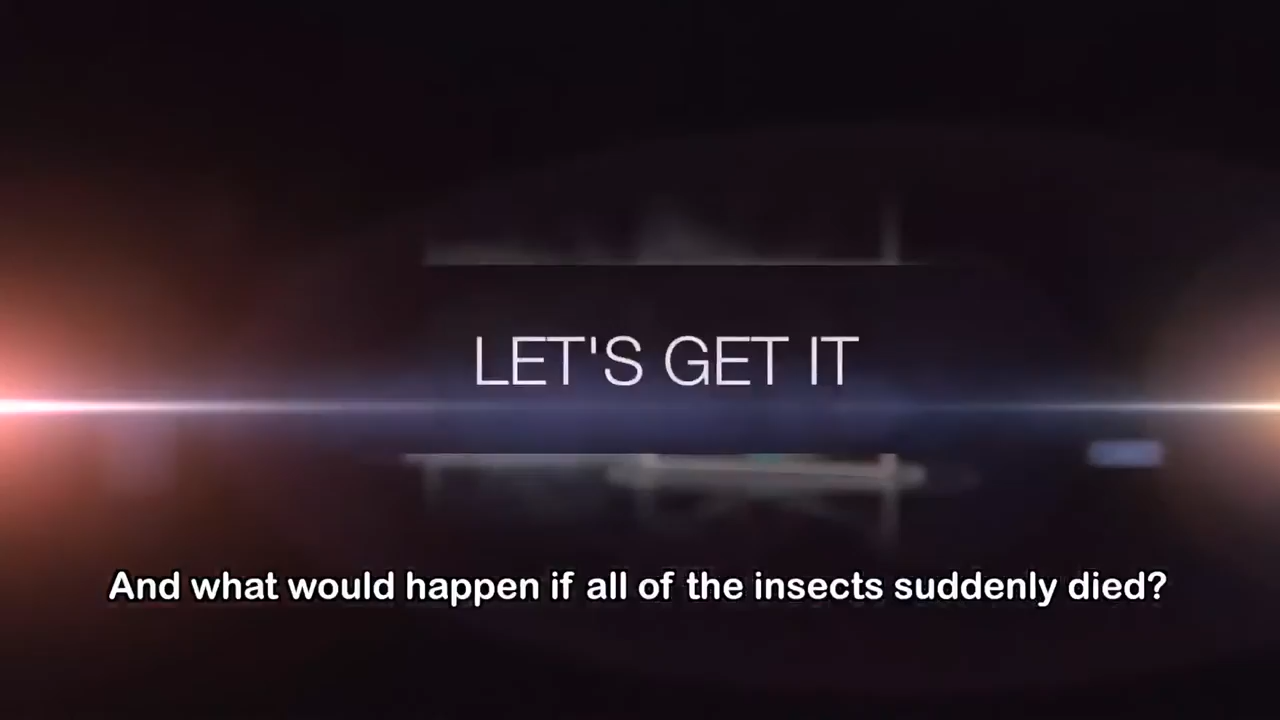 LET'S GET IT
And what would happen if all of the insects suddenly died?